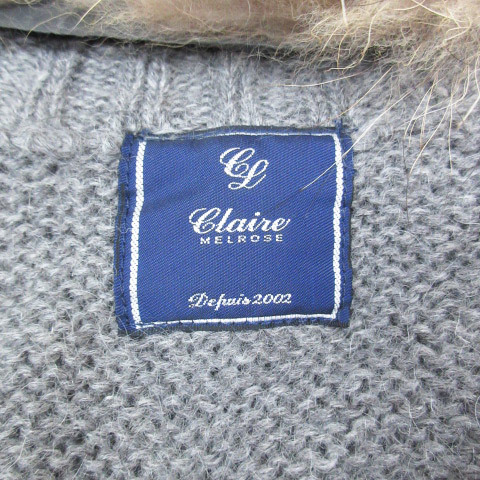 CL
Claire
MELROSE
Depuis 2002